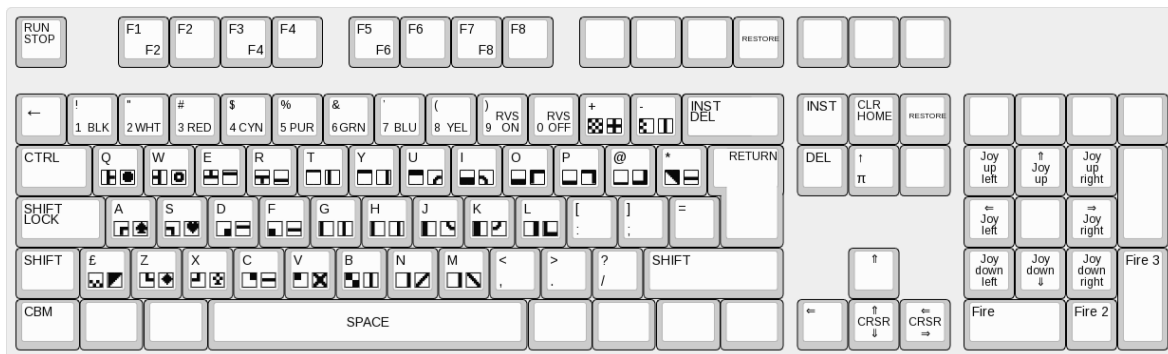 RUN
STOP
F1
F2
F2
F3
F4
F4
F5
F6
F6
F7
F8
F8
RESTORE
←
!
1 BLK
"
2 WHT
#
3 RED
$
4 CYN
%
5 PUR
&
6 GRN
'
7 BLU
(
8 YEL
)
RVS
9 ON
RVS
0 OFF
+
-
INST
DEL
INST
CLR
HOME
RESTORE
CTRL
Q
W
E
R
T
Y
U
I
O
P
@
*
RETURN
DEL
↑
π
Joy
up
left
⇑
Joy
up
Joy
up
right
SHIFT
LOCK
A
S
D
F
G
H
J
K
L
[
:
]
;
=
⇐
Joy
left
⇒
Joy
right
SHIFT
£
Z
X
C
V
B
N
M
<
,
>
.
?
/
SHIFT
⇑
Joy
down
left
Joy
down
⇓
Joy
down
right
Fire 3
CBM
SPACE
⇐
⇑
CRSR
⇓
⇐
CRSR
⇒
Fire
Fire 2